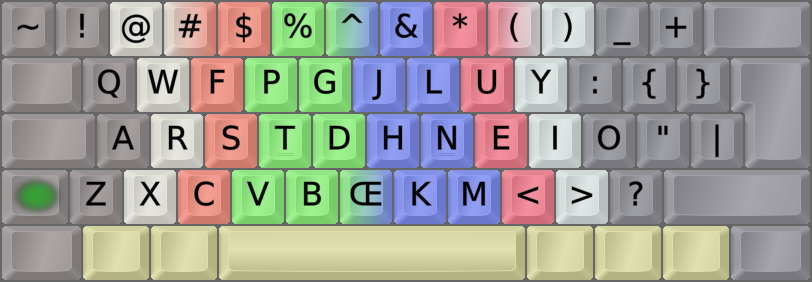 ~ ! @ # $ % ^ & * ( ) _ +
Q W F P G J L U Y : { }
A R S T D H N E I O " |
Z X C V B Œ K M < > ?